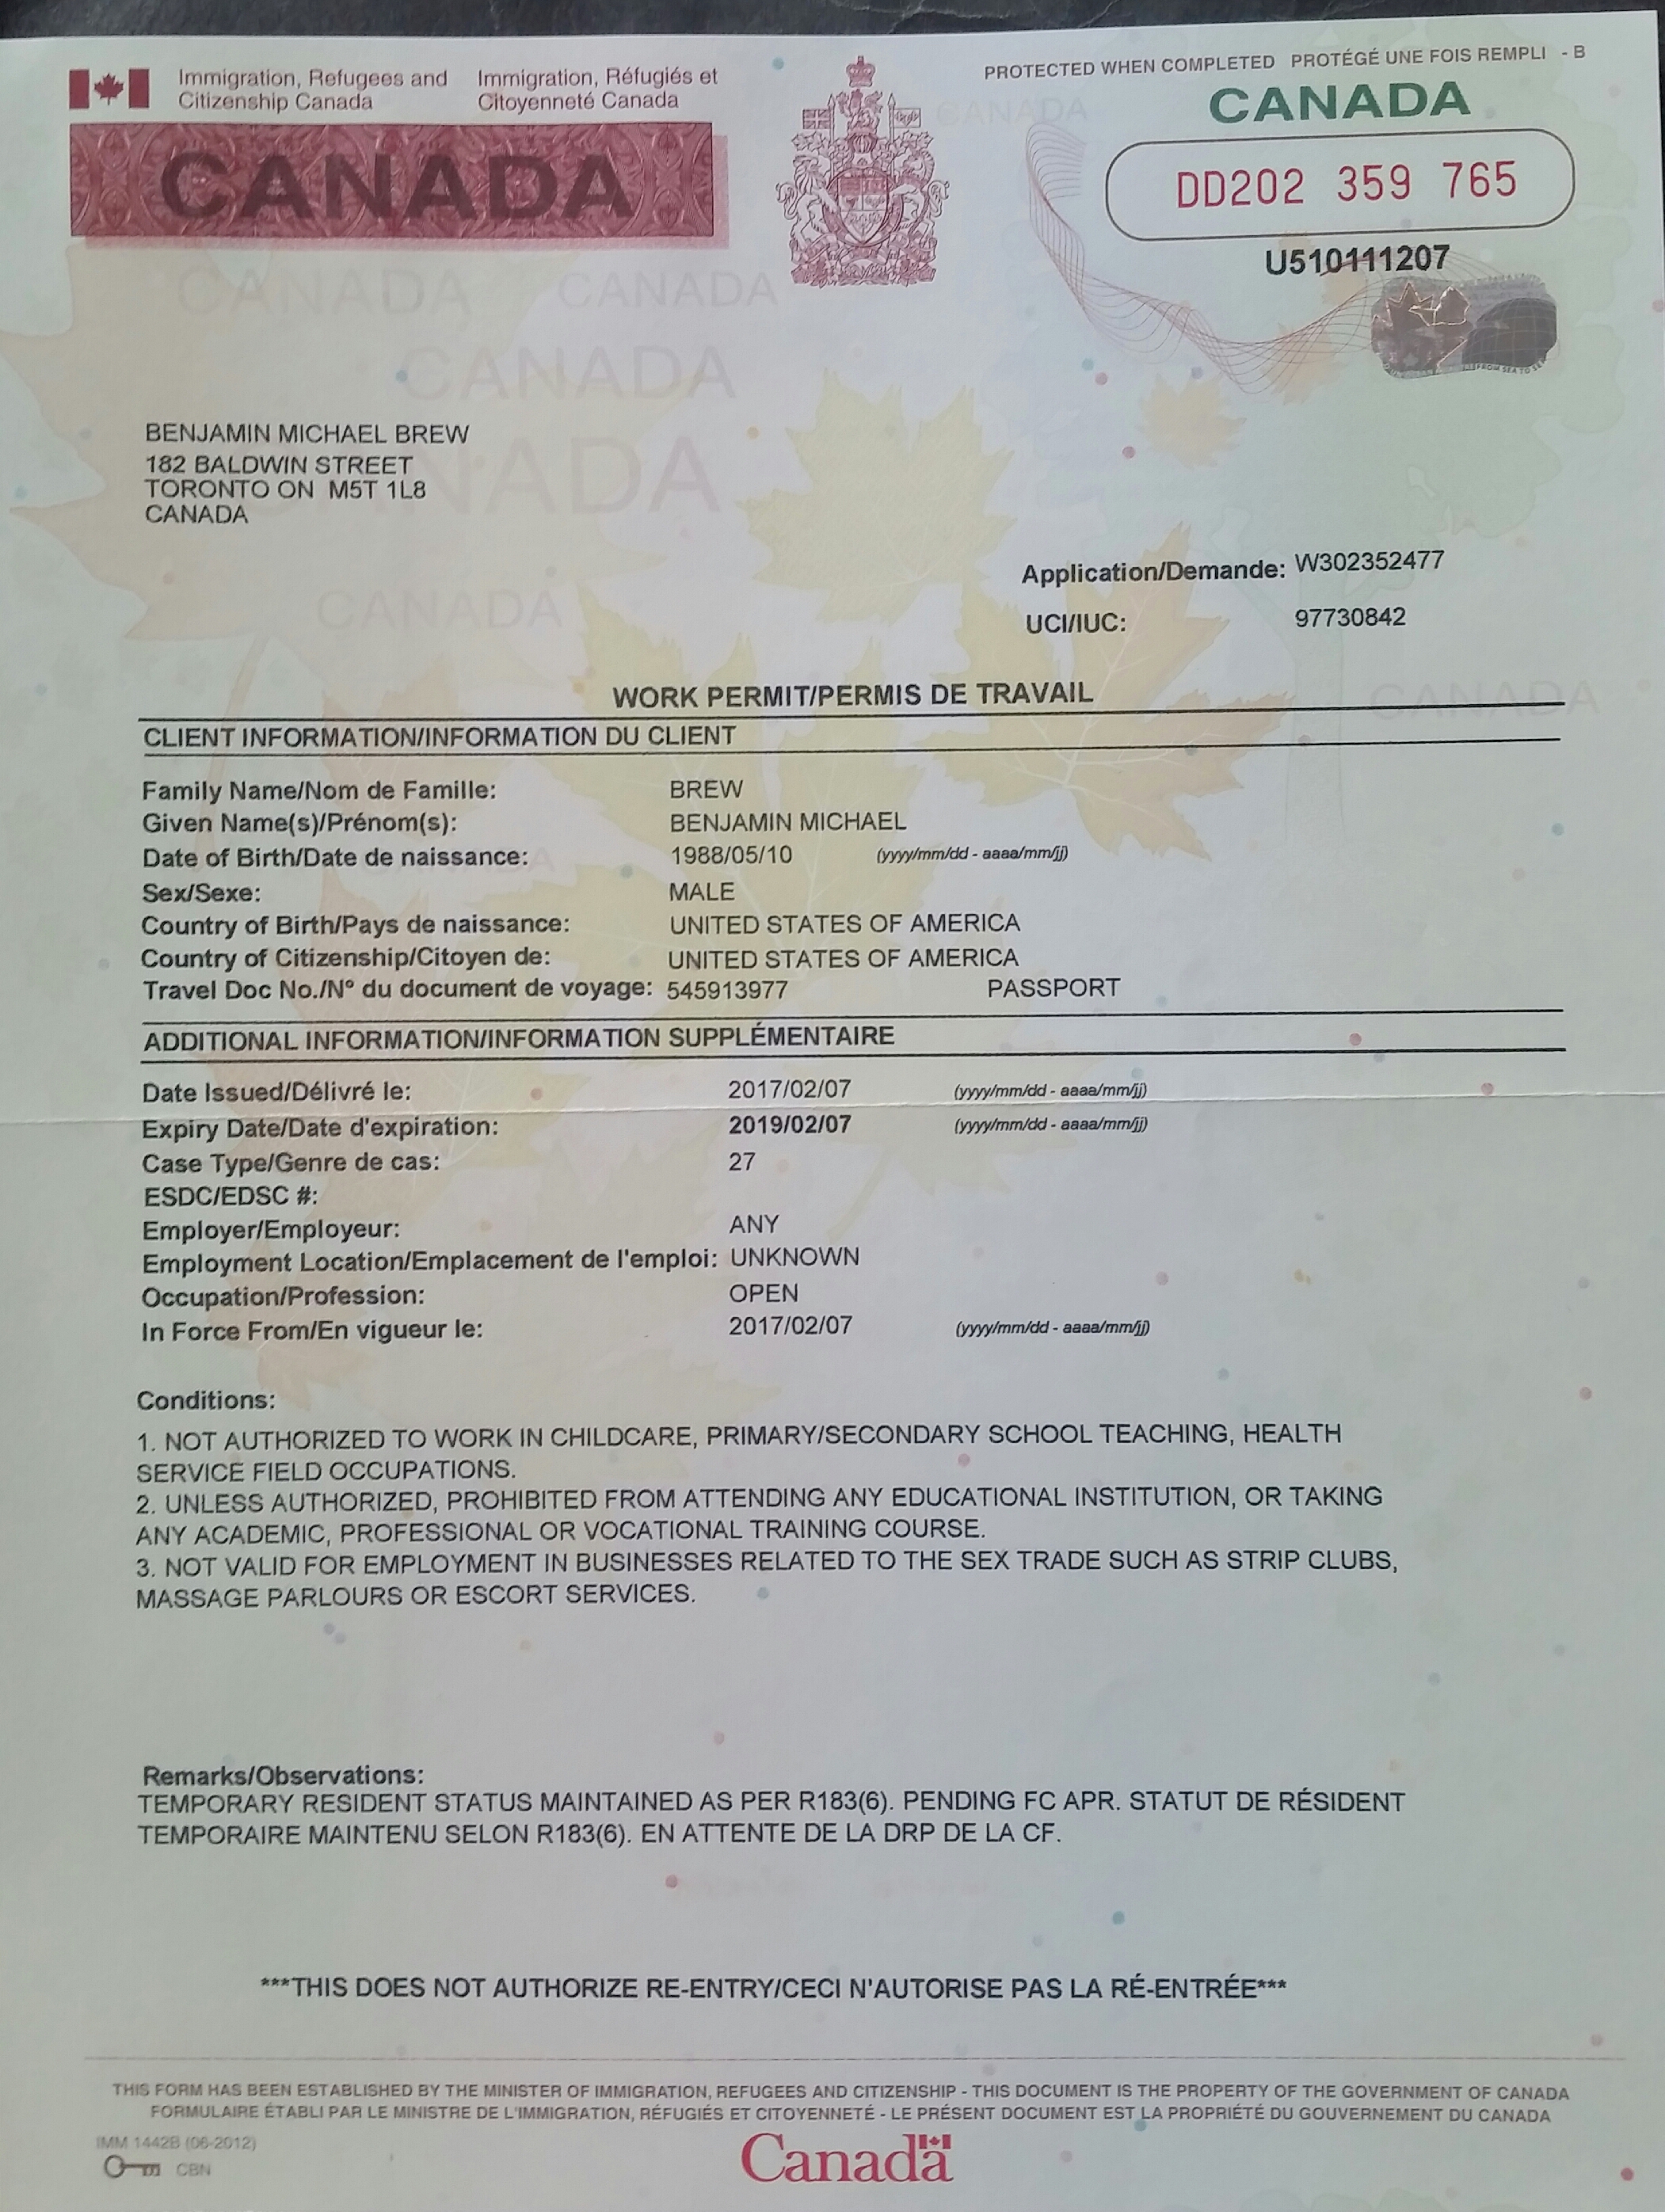 Immigration, Refugees and Citizenship Canada
Immigration, Réfugiés et Citoyenneté Canada
PROTECTED WHEN COMPLETED PROTÉGÉ UNE FOIS REMPLI - B
CANADA
CANADA
DD202 359 765
U510111207
BENJAMIN MICHAEL BREW
182 BALDWIN STREET
TORONTO ON M5T 1L8
CANADA
Application/Demande: W302352477
UCI/IUC: 97730842
WORK PERMIT/PERMIS DE TRAVAIL
CLIENT INFORMATION/INFORMATION DU CLIENT
Family Name/Nom de Famille: BREW
Given Name(s)/Prénom(s): BENJAMIN MICHAEL
Date of Birth/Date de naissance: 1988/05/10 (yyyy/mm/dd - aaaa/mm/jj)
Sex/Sexe: MALE
Country of Birth/Pays de naissance: UNITED STATES OF AMERICA
Country of Citizenship/Citoyen de: UNITED STATES OF AMERICA
Travel Doc No./N° du document de voyage: 545913977 PASSPORT
ADDITIONAL INFORMATION/INFORMATION SUPPLÉMENTAIRE
Date Issued/Délivré le: 2017/02/07 (yyyy/mm/dd - aaaa/mm/jj)
Expiry Date/Date d'expiration: 2019/02/07 (yyyy/mm/dd - aaaa/mm/jj)
Case Type/Genre de cas: 27
ESDC/EDSC #:
Employer/Employeur: ANY
Employment Location/Emplacement de l'emploi: UNKNOWN
Occupation/Profession: OPEN
In Force From/En vigueur le: 2017/02/07 (yyyy/mm/dd - aaaa/mm/jj)
Conditions:
1. NOT AUTHORIZED TO WORK IN CHILDCARE, PRIMARY/SECONDARY SCHOOL TEACHING, HEALTH
SERVICE FIELD OCCUPATIONS.
2. UNLESS AUTHORIZED, PROHIBITED FROM ATTENDING ANY EDUCATIONAL INSTITUTION, OR TAKING
ANY ACADEMIC, PROFESSIONAL OR VOCATIONAL TRAINING COURSE.
3. NOT VALID FOR EMPLOYMENT IN BUSINESSES RELATED TO THE SEX TRADE SUCH AS STRIP CLUBS,
MASSAGE PARLOURS OR ESCORT SERVICES.
Remarks/Observations:
TEMPORARY RESIDENT STATUS MAINTAINED AS PER R183(6). PENDING FC APR. STATUT DE RÉSIDENT
TEMPORAIRE MAINTENU SELON R183(6). EN ATTENTE DE LA DRP DE LA CF.
***THIS DOES NOT AUTHORIZE RE-ENTRY/CECI N'AUTORISE PAS LA RÉ-ENTRÉE***
THIS FORM HAS BEEN ESTABLISHED BY THE MINISTER OF IMMIGRATION, REFUGEES AND CITIZENSHIP - THIS DOCUMENT IS THE PROPERTY OF THE GOVERNMENT OF CANADA
FORMULAIRE ÉTABLI PAR LE MINISTRE DE L'IMMIGRATION, RÉFUGIÉS ET CITOYENNETÉ - LE PRÉSENT DOCUMENT EST LA PROPRIÉTÉ DU GOUVERNEMENT DU CANADA
IMM 1442B (06-2012)
CBN
Canada